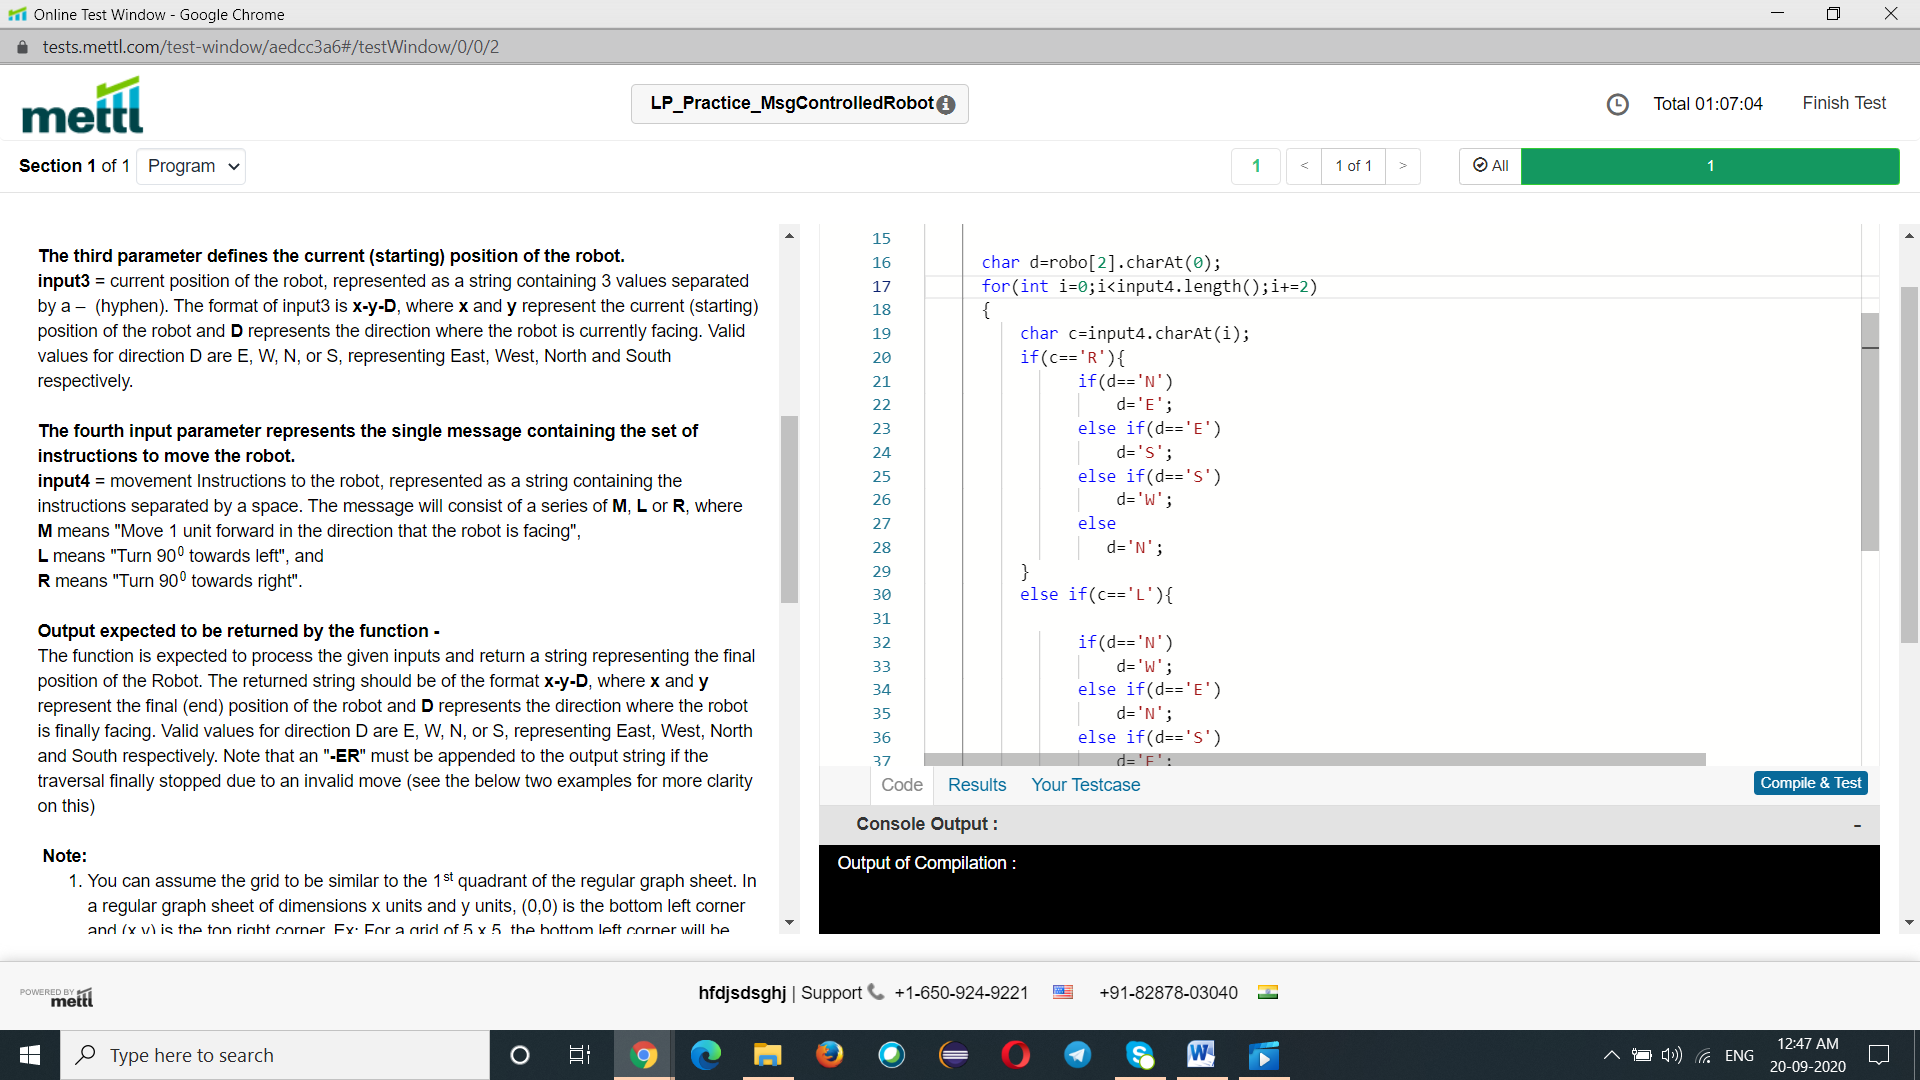 Online Test Window - Google Chrome
tests.mettl.com/test-window/aedcc3a6#/testWindow/0/0/2
mettl
LP_Practice_MsgControlledRobot
Total 01:07:04
Finish Test
Section 1 of 1
Program
1
<
1 of 1
>
All
1
The third parameter defines the current (starting) position of the robot.
input3 = current position of the robot, represented as a string containing 3 values separated
by a – (hyphen). The format of input3 is x-y-D, where x and y represent the current (starting)
position of the robot and D represents the direction where the robot is currently facing. Valid
values for direction D are E, W, N, or S, representing East, West, North and South
respectively.
The fourth input parameter represents the single message containing the set of
instructions to move the robot.
input4 = movement Instructions to the robot, represented as a string containing the
instructions separated by a space. The message will consist of a series of M, L or R, where
M means "Move 1 unit forward in the direction that the robot is facing",
L means "Turn 90⁰ towards left", and
R means "Turn 90⁰ towards right".
Output expected to be returned by the function -
The function is expected to process the given inputs and return a string representing the final
position of the Robot. The returned string should be of the format x-y-D, where x and y
represent the final (end) position of the robot and D represents the direction where the robot
is finally facing. Valid values for direction D are E, W, N, or S, representing East, West, North
and South respectively. Note that an "-ER" must be appended to the output string if the
traversal finally stopped due to an invalid move (see the below two examples for more clarity
on this)
Note:
1. You can assume the grid to be similar to the 1st quadrant of the regular graph sheet. In
a regular graph sheet of dimensions x units and y units, (0,0) is the bottom left corner
and (x,y) is the top right corner. Ex: For a grid of 5 x 5, the bottom left corner will be
15
16 char d=robo[2].charAt(0);
17 for(int i=0;i<input4.length();i+=2)
18 {
19 char c=input4.charAt(i);
20 if(c=='R'){
21 if(d=='N')
22 d='E';
23 else if(d=='E')
24 d='S';
25 else if(d=='S')
26 d='W';
27 else
28 d='N';
29 }
30 else if(c=='L'){
31
32 if(d=='N')
33 d='W';
34 else if(d=='E')
35 d='N';
36 else if(d=='S')
37 d='E';
Code
Results
Your Testcase
Compile & Test
Console Output :
-
Output of Compilation :
POWERED BY
mettl
hfdjsdsghj | Support +1-650-924-9221 +91-82878-03040
Type here to search
ENG
12:47 AM
20-09-2020